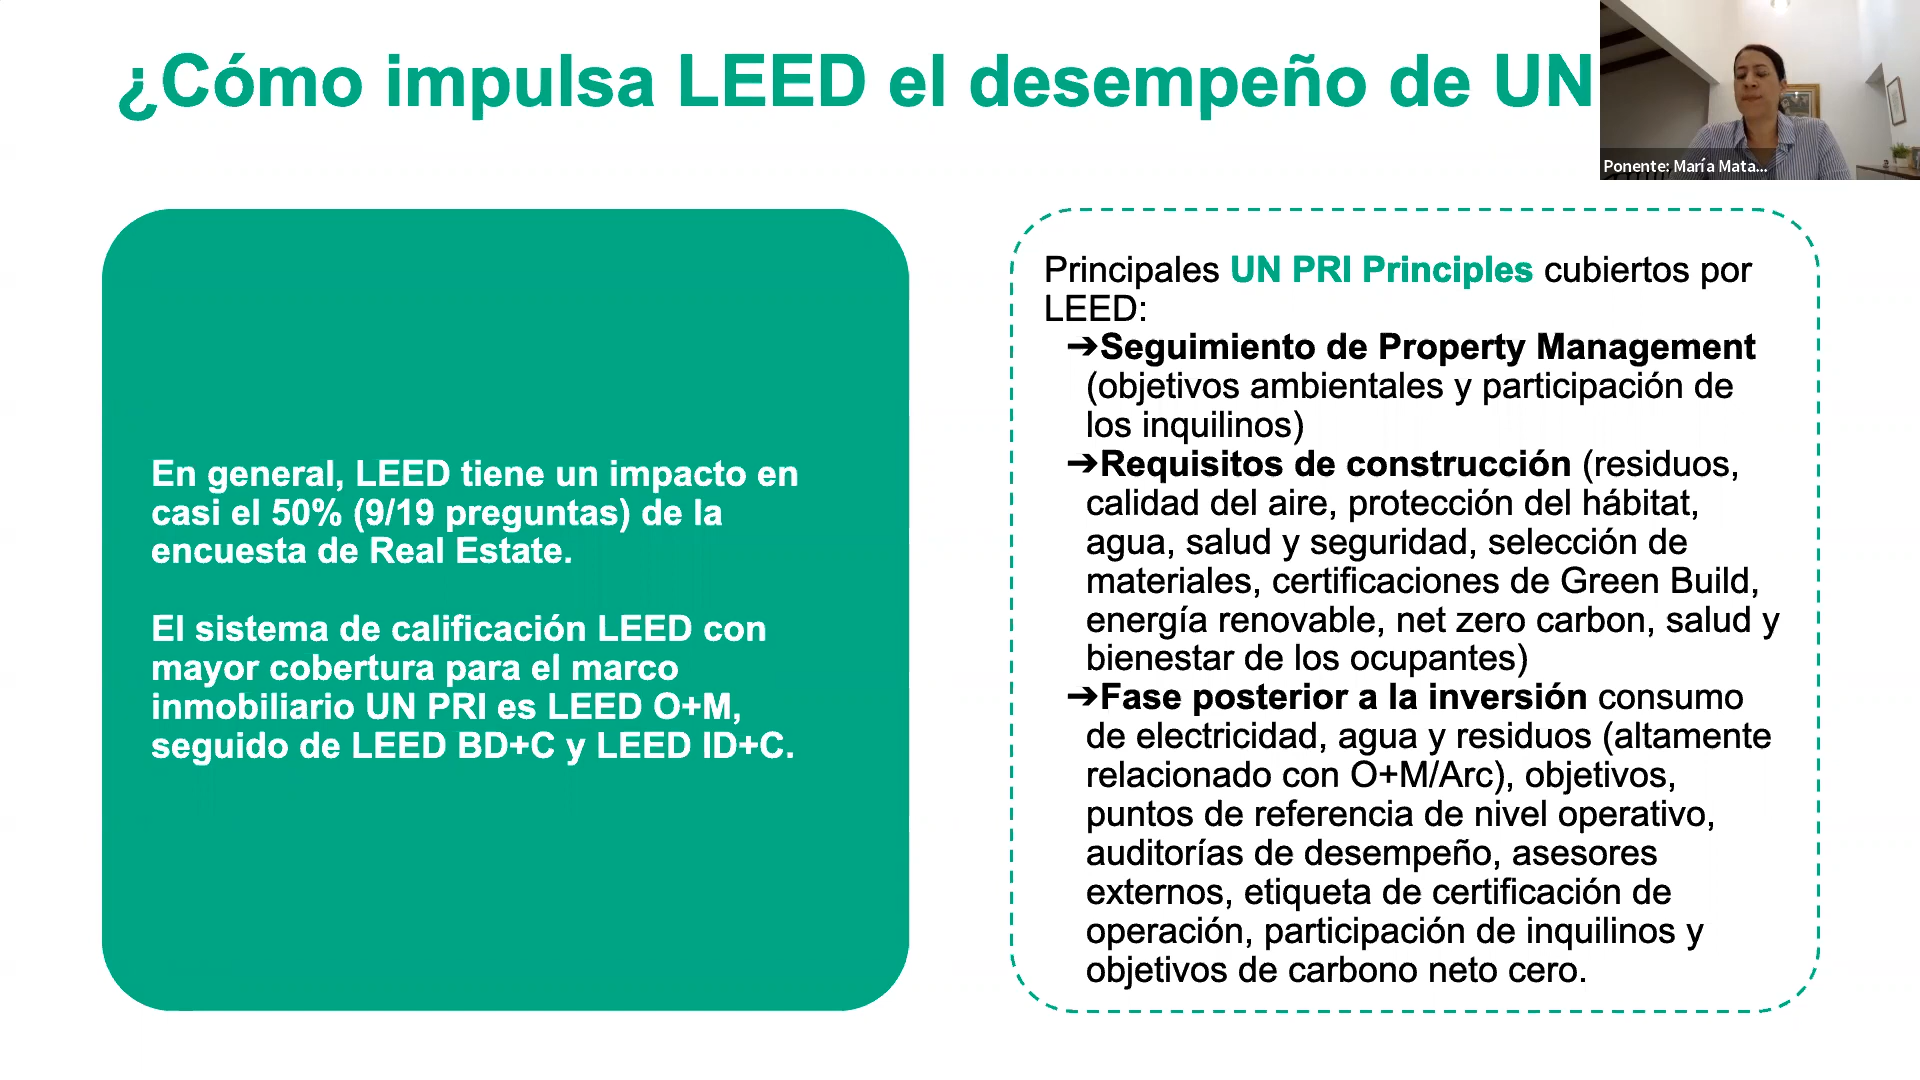 ¿Cómo impulsa LEED el desempeño de UN
Ponente: María Mata...
En general, LEED tiene un impacto en
casi el 50% (9/19 preguntas) de la
encuesta de Real Estate.
El sistema de calificación LEED con
mayor cobertura para el marco
inmobiliario UN PRI es LEED O+M,
seguido de LEED BD+C y LEED ID+C.
Principales UN PRI Principles cubiertos por
LEED:
➔Seguimiento de Property Management
(objetivos ambientales y participación de
los inquilinos)
➔Requisitos de construcción (residuos,
calidad del aire, protección del hábitat,
agua, salud y seguridad, selección de
materiales, certificaciones de Green Build,
energía renovable, net zero carbon, salud y
bienestar de los ocupantes)
➔Fase posterior a la inversión consumo
de electricidad, agua y residuos (altamente
relacionado con O+M/Arc), objetivos,
puntos de referencia de nivel operativo,
auditorías de desempeño, asesores
externos, etiqueta de certificación de
operación, participación de inquilinos y
objetivos de carbono neto cero.